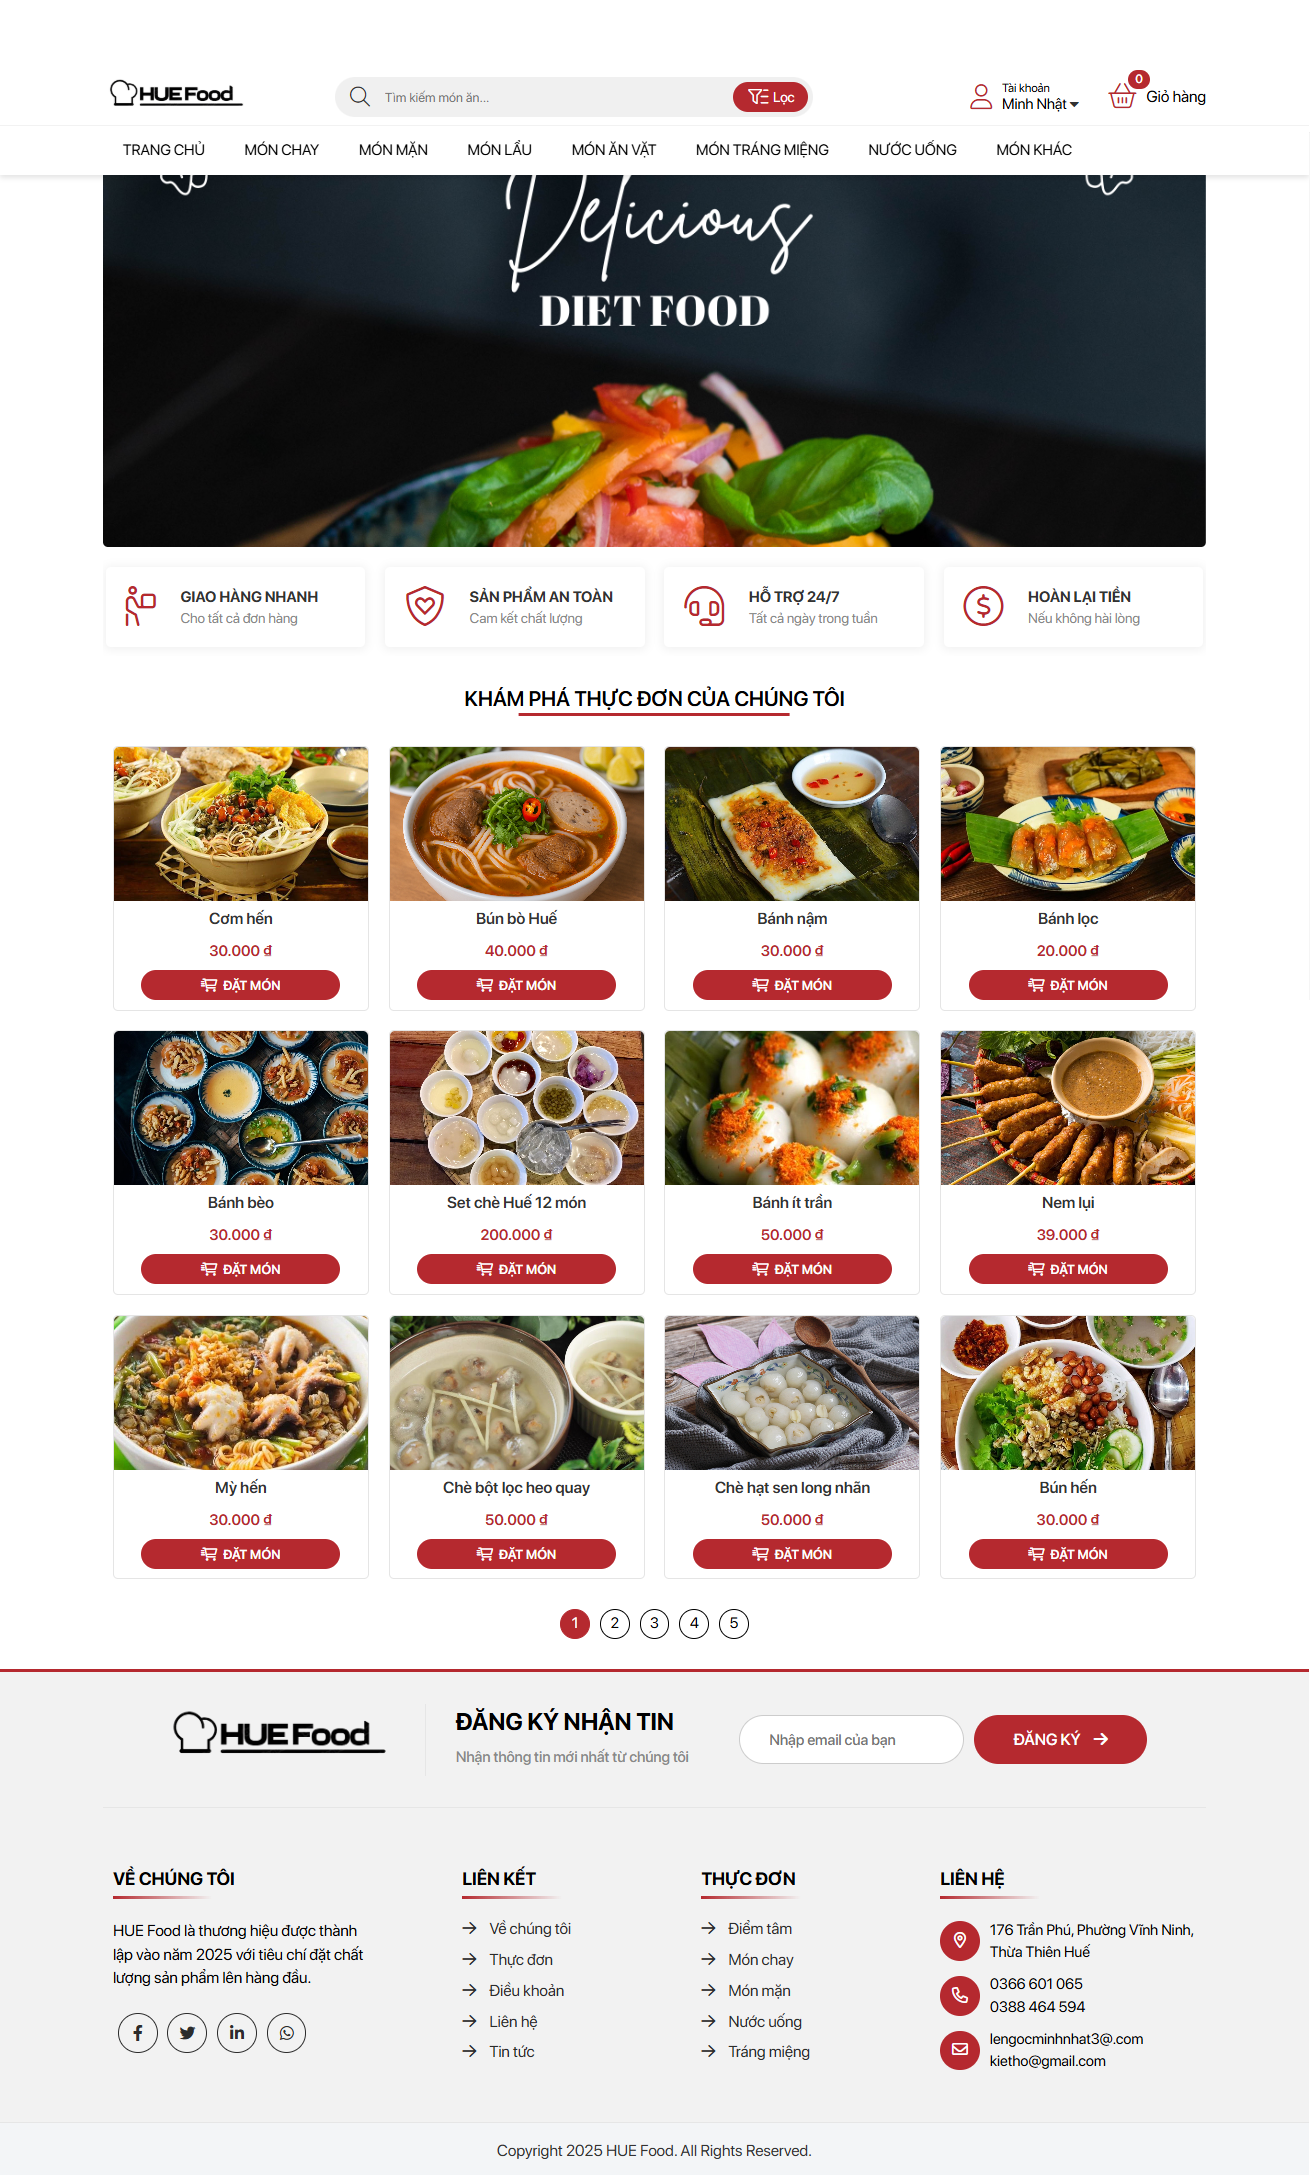 HUE Food
Tìm kiếm món ăn...
Lọc
Tài khoản
Minh Nhật
0
Giỏ hàng
TRANG CHỦ
MÓN CHAY
MÓN MẶN
MÓN LẨU
MÓN ĂN VẶT
MÓN TRÁNG MIỆNG
NƯỚC UỐNG
MÓN KHÁC
Delicious
DIET FOOD
GIAO HÀNG NHANH
Cho tất cả đơn hàng
SẢN PHẨM AN TOÀN
Cam kết chất lượng
HỖ TRỢ 24/7
Tất cả ngày trong tuần
HOÀN LẠI TIỀN
Nếu không hài lòng
KHÁM PHÁ THỰC ĐƠN CỦA CHÚNG TÔI
Cơm hến
30.000 ₫
ĐẶT MÓN
Bún bò Huế
40.000 ₫
ĐẶT MÓN
Bánh nậm
30.000 ₫
ĐẶT MÓN
Bánh lọc
20.000 ₫
ĐẶT MÓN
Bánh bèo
30.000 ₫
ĐẶT MÓN
Set chè Huế 12 món
200.000 ₫
ĐẶT MÓN
Bánh ít trần
50.000 ₫
ĐẶT MÓN
Nem lụi
39.000 ₫
ĐẶT MÓN
Mỳ hến
30.000 ₫
ĐẶT MÓN
Chè bột lọc heo quay
50.000 ₫
ĐẶT MÓN
Chè hạt sen long nhãn
50.000 ₫
ĐẶT MÓN
Bún hến
30.000 ₫
ĐẶT MÓN
1 2 3 4 5
HUE Food
ĐĂNG KÝ NHẬN TIN
Nhận thông tin mới nhất từ chúng tôi
Nhập email của bạn
ĐĂNG KÝ
VỀ CHÚNG TÔI
HUE Food là thương hiệu được thành
lập vào năm 2025 với tiêu chí đặt chất
lượng sản phẩm lên hàng đầu.
LIÊN KẾT
Về chúng tôi
Thực đơn
Điều khoản
Liên hệ
Tin tức
THỰC ĐƠN
Điểm tâm
Món chay
Món mặn
Nước uống
Tráng miệng
LIÊN HỆ
176 Trần Phú, Phường Vĩnh Ninh,
Thừa Thiên Huế
0366 601 065
0388 464 594
lengocminhnhat3@.com
kietho@gmail.com
Copyright 2025 HUE Food. All Rights Reserved.